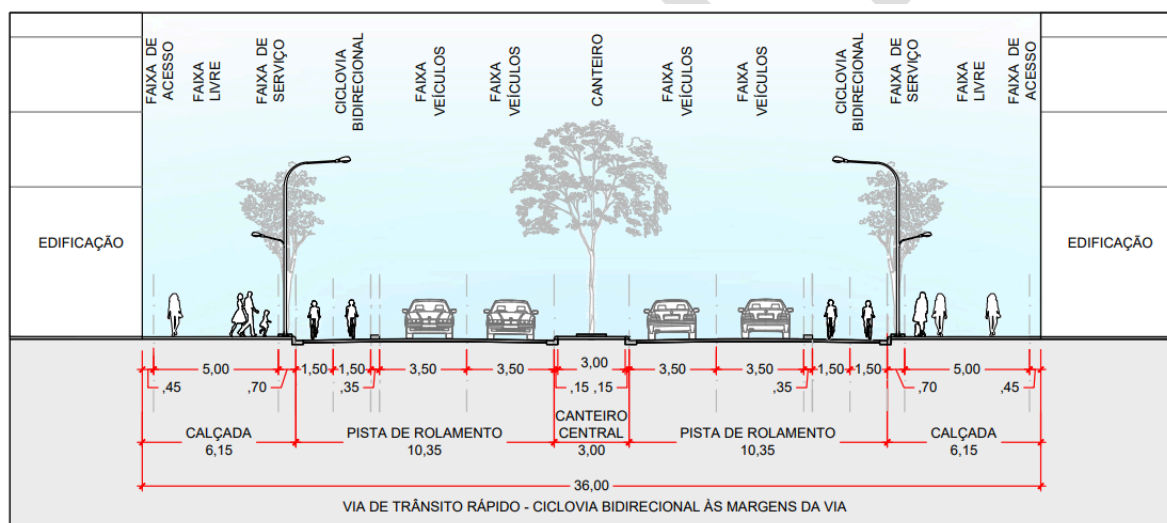 FAIXA DE
ACESSO
FAIXA
LIVRE
FAIXA DE
SERVIÇO
CICLOVIA
BIDIRECIONAL
FAIXA
VEÍCULOS
FAIXA
VEÍCULOS
CANTEIRO
FAIXA
VEÍCULOS
FAIXA
VEÍCULOS
CICLOVIA
BIDIRECIONAL
FAIXA DE
SERVIÇO
FAIXA
LIVRE
FAIXA DE
ACESSO
EDIFICAÇÃO
EDIFICAÇÃO
5,00 1,50 1,50 3,50 3,50 3,00 3,50 3,50 1,50 1,50 5,00
,45 ,70 ,35 ,15 ,15 ,35 ,70 ,45
CALÇADA
6,15
PISTA DE ROLAMENTO
10,35
CANTEIRO
CENTRAL
3,00
PISTA DE ROLAMENTO
10,35
CALÇADA
6,15
36,00
VIA DE TRÂNSITO RÁPIDO - CICLOVIA BIDIRECIONAL ÀS MARGENS DA VIA